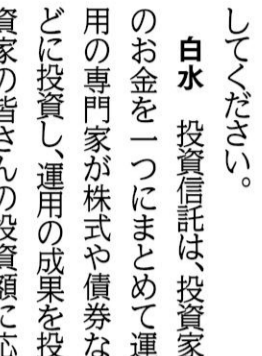 してください。
白水　投資信託は、投資家
のお金を一つにまとめて運
用の専門家が株式や債券な
どに投資し、運用の成果を投
資家の皆さんの投資額に応